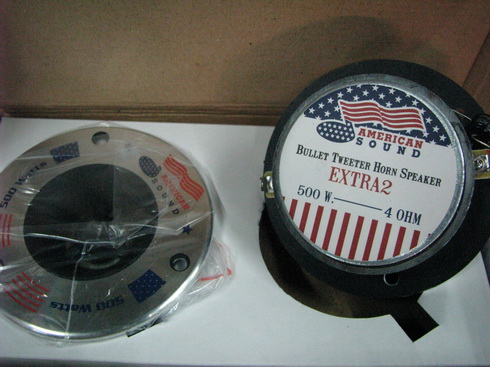 AMERICAN
SOUND
BULLET TWEETER HORN SPEAKER
EXTRA2
500 W. 4 OHM
500 Watts
500 Watts
SOUND